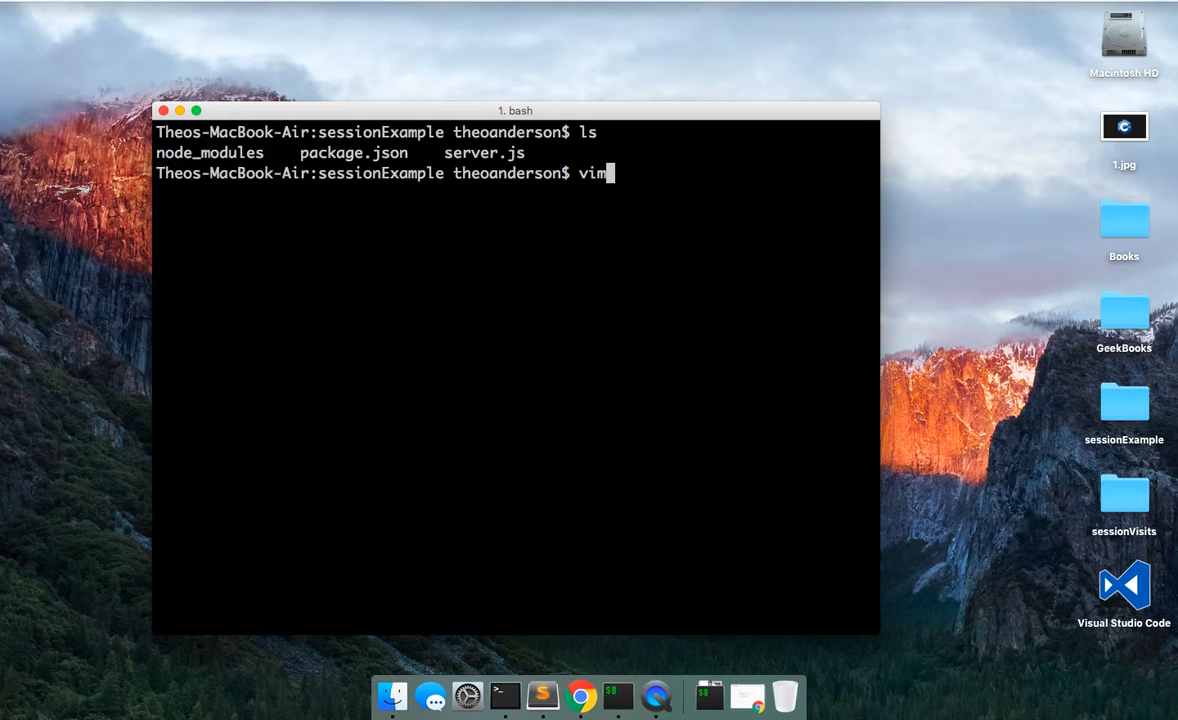 1. bash
Theos-MacBook-Air:sessionExample theoanderson$ ls
node_modules    package.json    server.js
Theos-MacBook-Air:sessionExample theoanderson$ vim
Macintosh HD
1.jpg
Books
GeekBooks
sessionExample
sessionVisits
Visual Studio Code